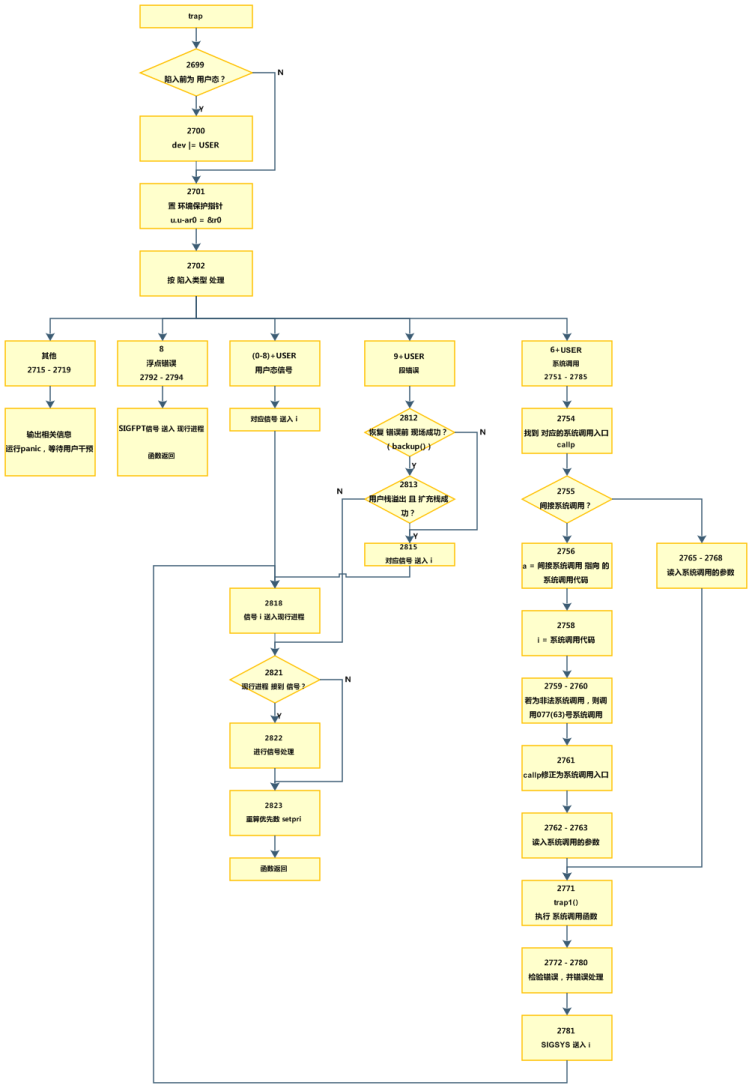 trap
2699
陷入前为 用户态？
N
Y
2700
dev |= USER
2701
置 环境保护指针
u.u-ar0 = &r0
2702
按 陷入类型 处理
其他
2715 - 2719
8
浮点错误
2792 - 2794
(0-8)+USER
用户态信号
9+USER
段错误
6+USER
系统调用
2751 - 2785
输出相关信息
运行panic，等待用户干预
SIGFPT信号 送入 现行进程
函数返回
对应信号 送入 i
2812
恢复 错误前 现场成功？
( backup() )
N
Y
2813
用户栈溢出 且 扩充栈成
功？
N
Y
2815
对应信号 送入 i
2754
找到 对应的系统调用入口
callp
2755
间接系统调用？
2756
a = 间接系统调用 指向 的
系统调用代码
2765 - 2768
读入系统调用的参数
2818
信号 i 送入现行进程
2758
i = 系统调用代码
2821
现行进程 接到 信号？
N
Y
2759 - 2760
若为非法系统调用，则调
用077(63)号系统调用
2822
进行信号处理
2761
callp修正为系统调用入口
2823
重算优先数 setpri
2762 - 2763
读入系统调用的参数
函数返回
2771
trap1()
执行 系统调用函数
2772 - 2780
检验错误，并错误处理
2781
SIGSYS 送入 i